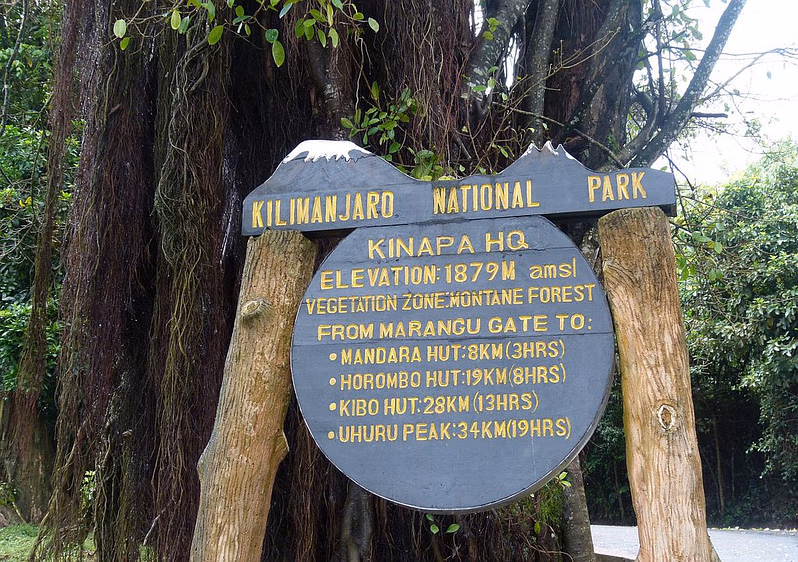 KILIMANJARO NATIONAL PARK
KINAPA HQ
ELEVATION:1879M amsl
VEGETATION ZONE:MONTANE FOREST
FROM MARANGU GATE TO:
• MANDARA HUT:8KM(3HRS)
• HOROMBO HUT:19KM(8HRS)
• KIBO HUT:28KM(13HRS)
• UHURU PEAK:34KM(19HRS)